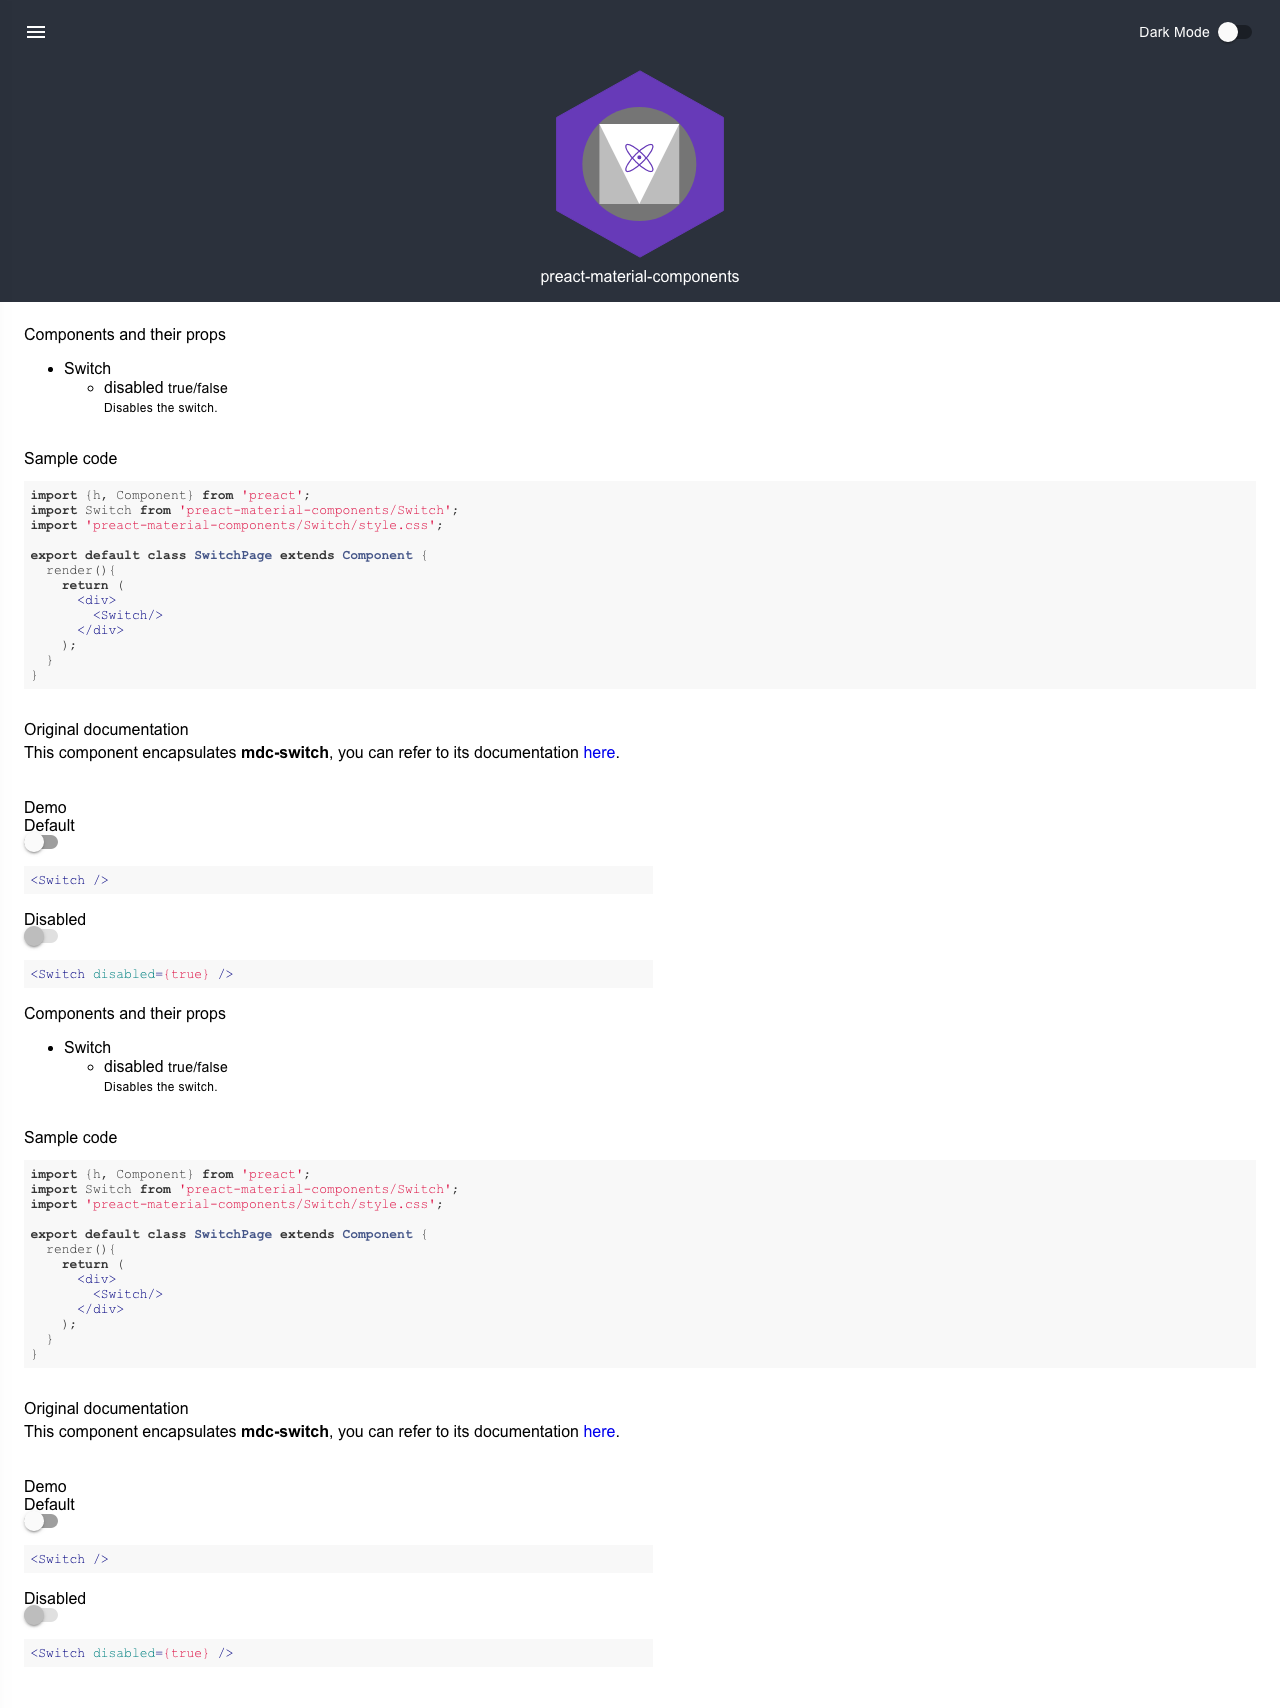 Dark Mode
preact-material-components
Components and their props
Switch
disabled true/false
Disables the switch.
Sample code
import {h, Component} from 'preact';
import Switch from 'preact-material-components/Switch';
import 'preact-material-components/Switch/style.css';
export default class SwitchPage extends Component {
render(){
return (
<div>
<Switch/>
</div>
);
}
}
Original documentation
This component encapsulates mdc-switch, you can refer to its documentation here.
Demo
Default
<Switch />
Disabled
<Switch disabled={true} />
Components and their props
Switch
disabled true/false
Disables the switch.
Sample code
import {h, Component} from 'preact';
import Switch from 'preact-material-components/Switch';
import 'preact-material-components/Switch/style.css';
export default class SwitchPage extends Component {
render(){
return (
<div>
<Switch/>
</div>
);
}
}
Original documentation
This component encapsulates mdc-switch, you can refer to its documentation here.
Demo
Default
<Switch />
Disabled
<Switch disabled={true} />